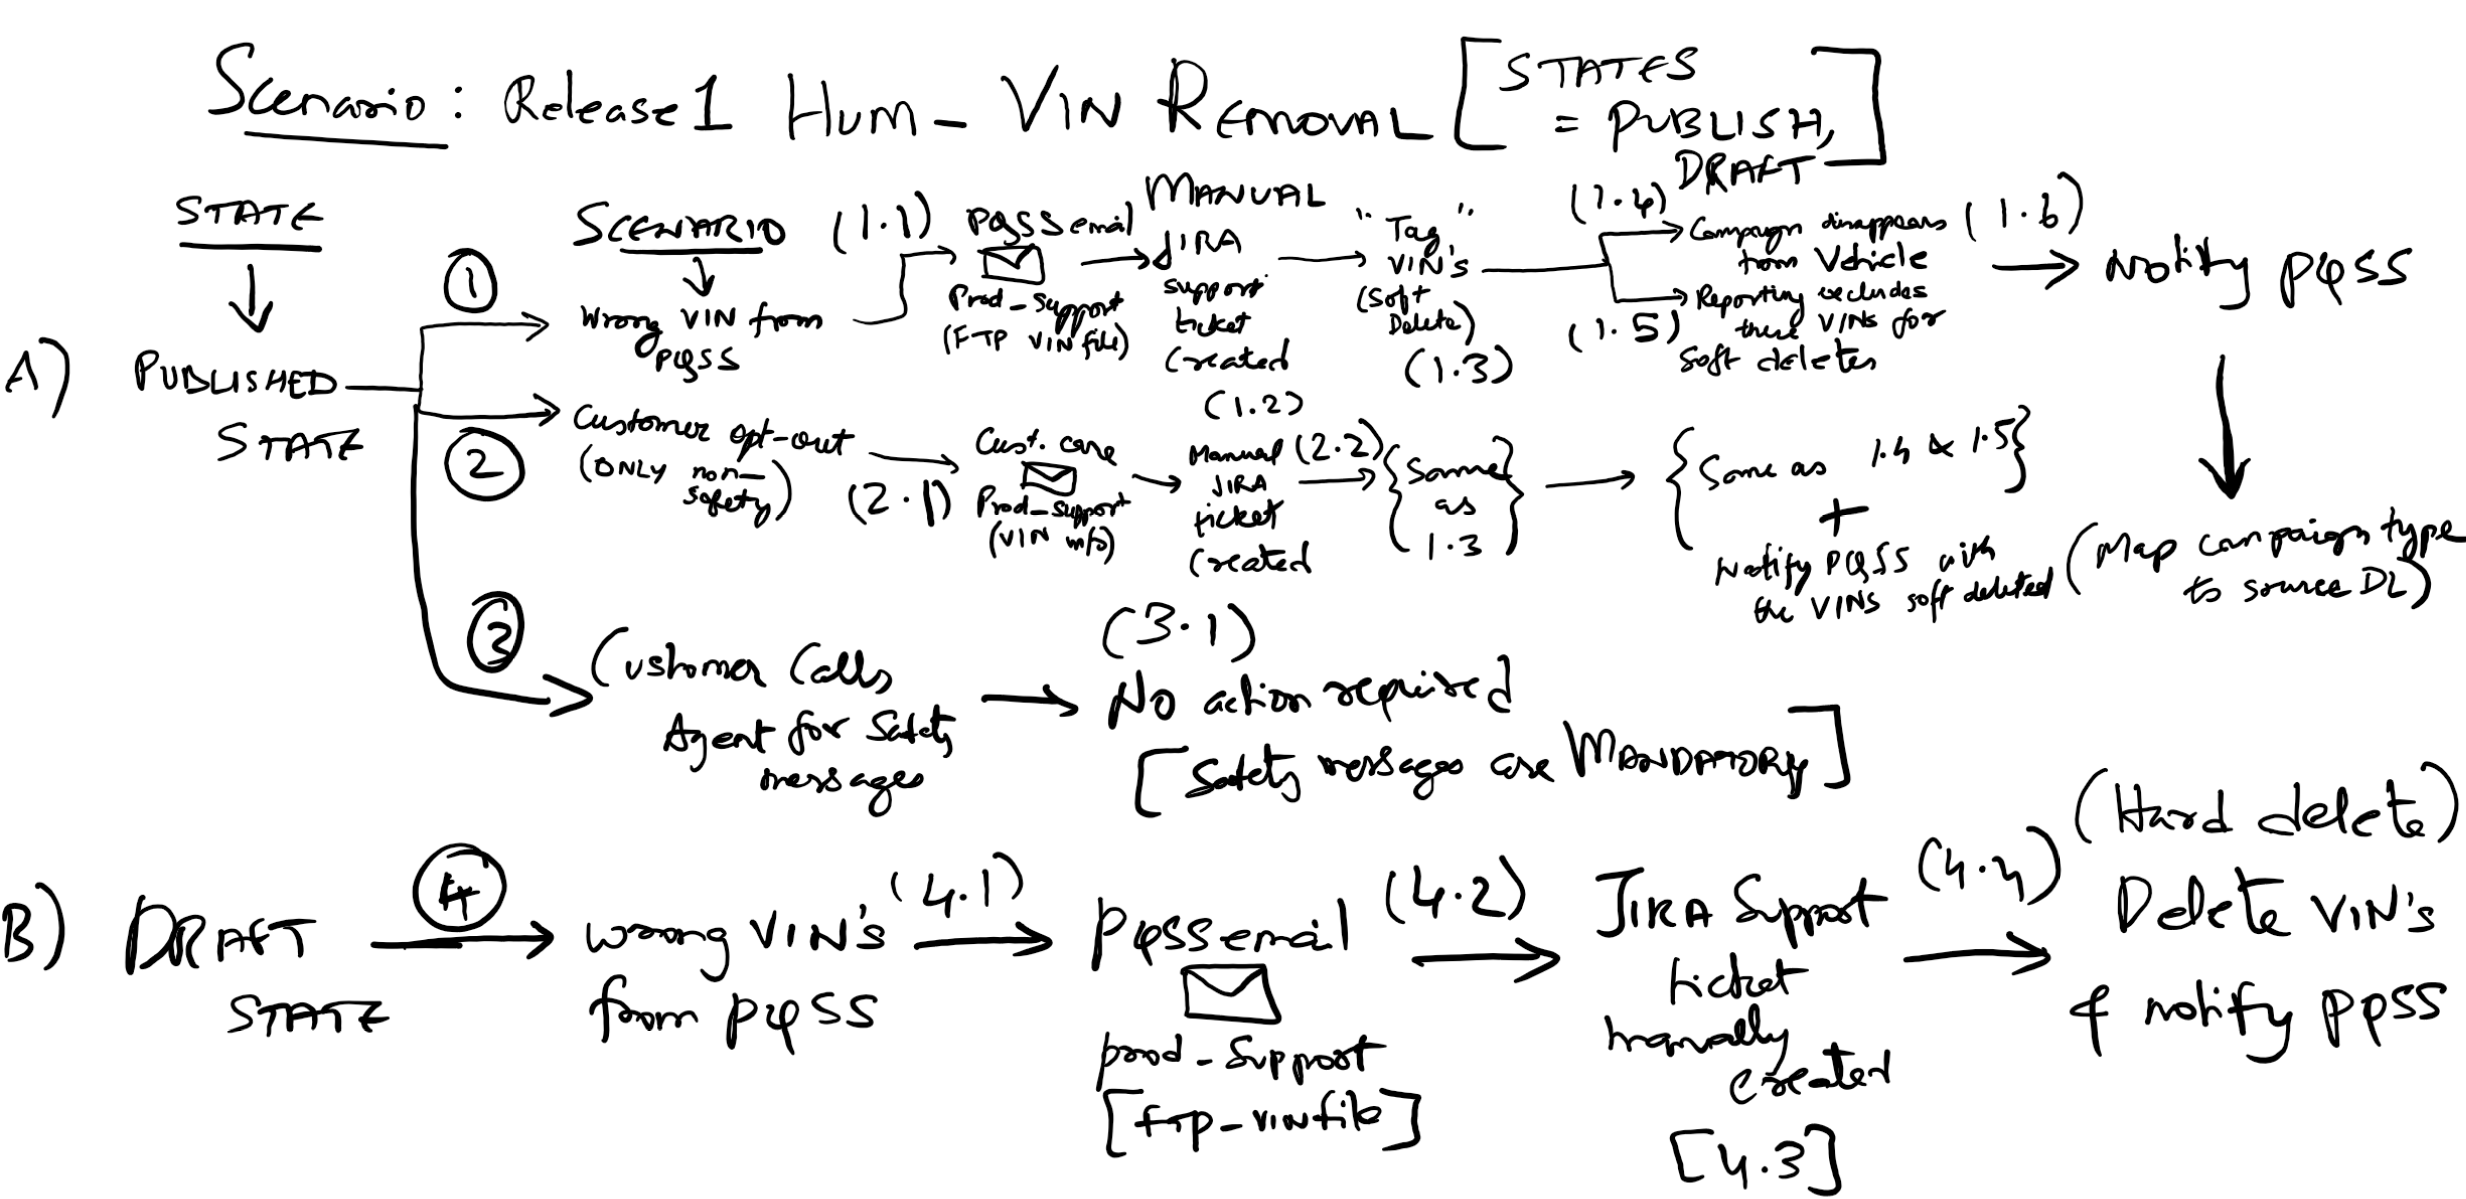 Scenario: Release 1 HUM- VIN REMOVAL [STATES
= PUBLISH,
DRAFT]
STATE
SCENARIO
A) PUBLISHED
STATE
①
Wrong VIN from
PQSS
(1.1)
PQSS email
Prod-support
(FTP VIN file)
MANUAL
JIRA
support
ticket
created
(1.2)
"Tag"
VIN's
(Soft
Delete)
(1.3)
(1.4)
Campaign disappears
from Vehicle
(1.5)
Reporting excludes
these VINs for
soft deletes
(1.6)
Notify PQSS
(Map campaign type
to source DL)
②
Customer opt-out
(ONLY non-
safety)
(2.1)
Cust. care
Prod-support
(VIN info)
Manual
JIRA
ticket
created
(2.2)
{Same
as
1.3}
{Same as 1.4 & 1.5}
+
Notify PQSS with
the VINS soft deleted
③
Customer Calls
Agent for Safety
messages
(3.1)
No action required
[Safety messages are MANDATORY]
B) DRAFT
STATE
④
wrong VIN's
from PQSS
(4.1)
PQSS email
prod-Support
[FTP-VIN file]
(4.2)
JIRA Support
ticket
manually
created
[4.3]
(4.4)
(Hard delete)
Delete VIN's
& notify PQSS